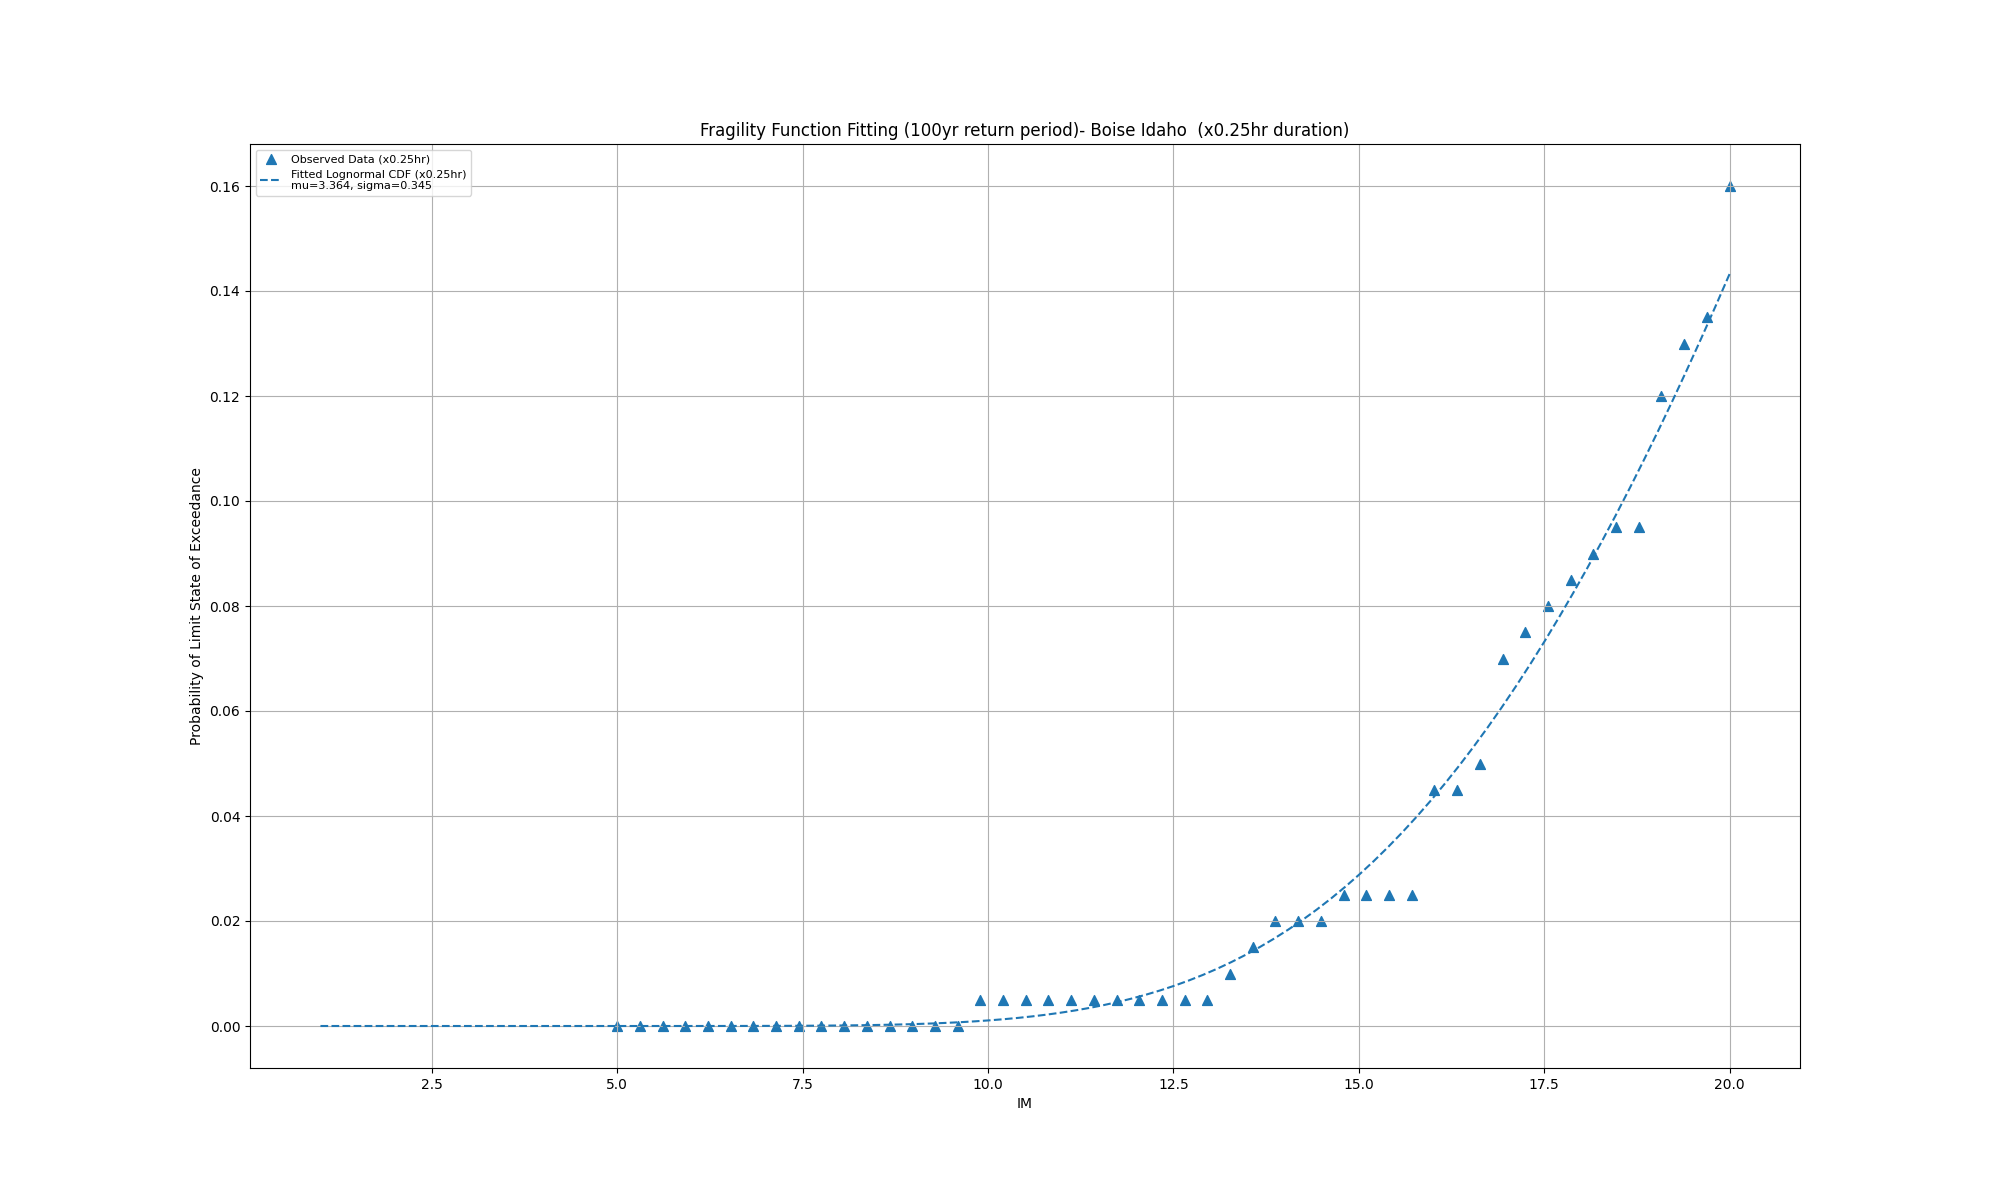 Fragility Function Fitting (100yr return period)- Boise Idaho  (x0.25hr duration)
Observed Data (x0.25hr)
Fitted Lognormal CDF (x0.25hr)
mu=3.364, sigma=0.345
Probability of Limit State of Exceedance
0.16
0.14
0.12
0.10
0.08
0.06
0.04
0.02
0.00
2.5 5.0 7.5 10.0 12.5 15.0 17.5 20.0
IM